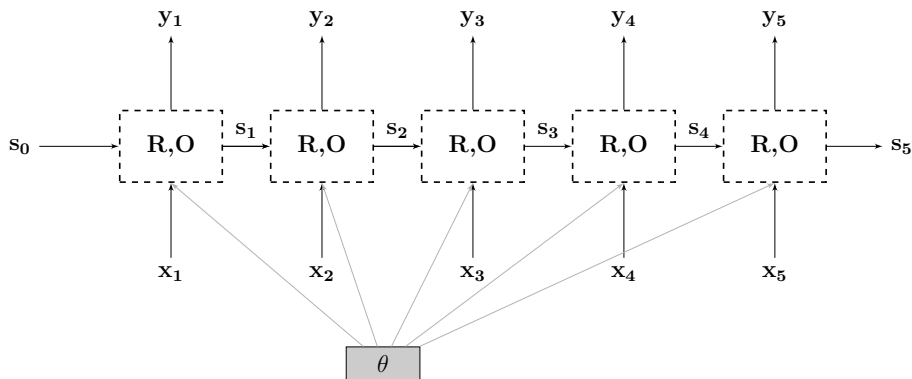 y1 y2 y3 y4 y5
s0 R,O s1 R,O s2 R,O s3 R,O s4 R,O s5
x1 x2 x3 x4 x5
θ